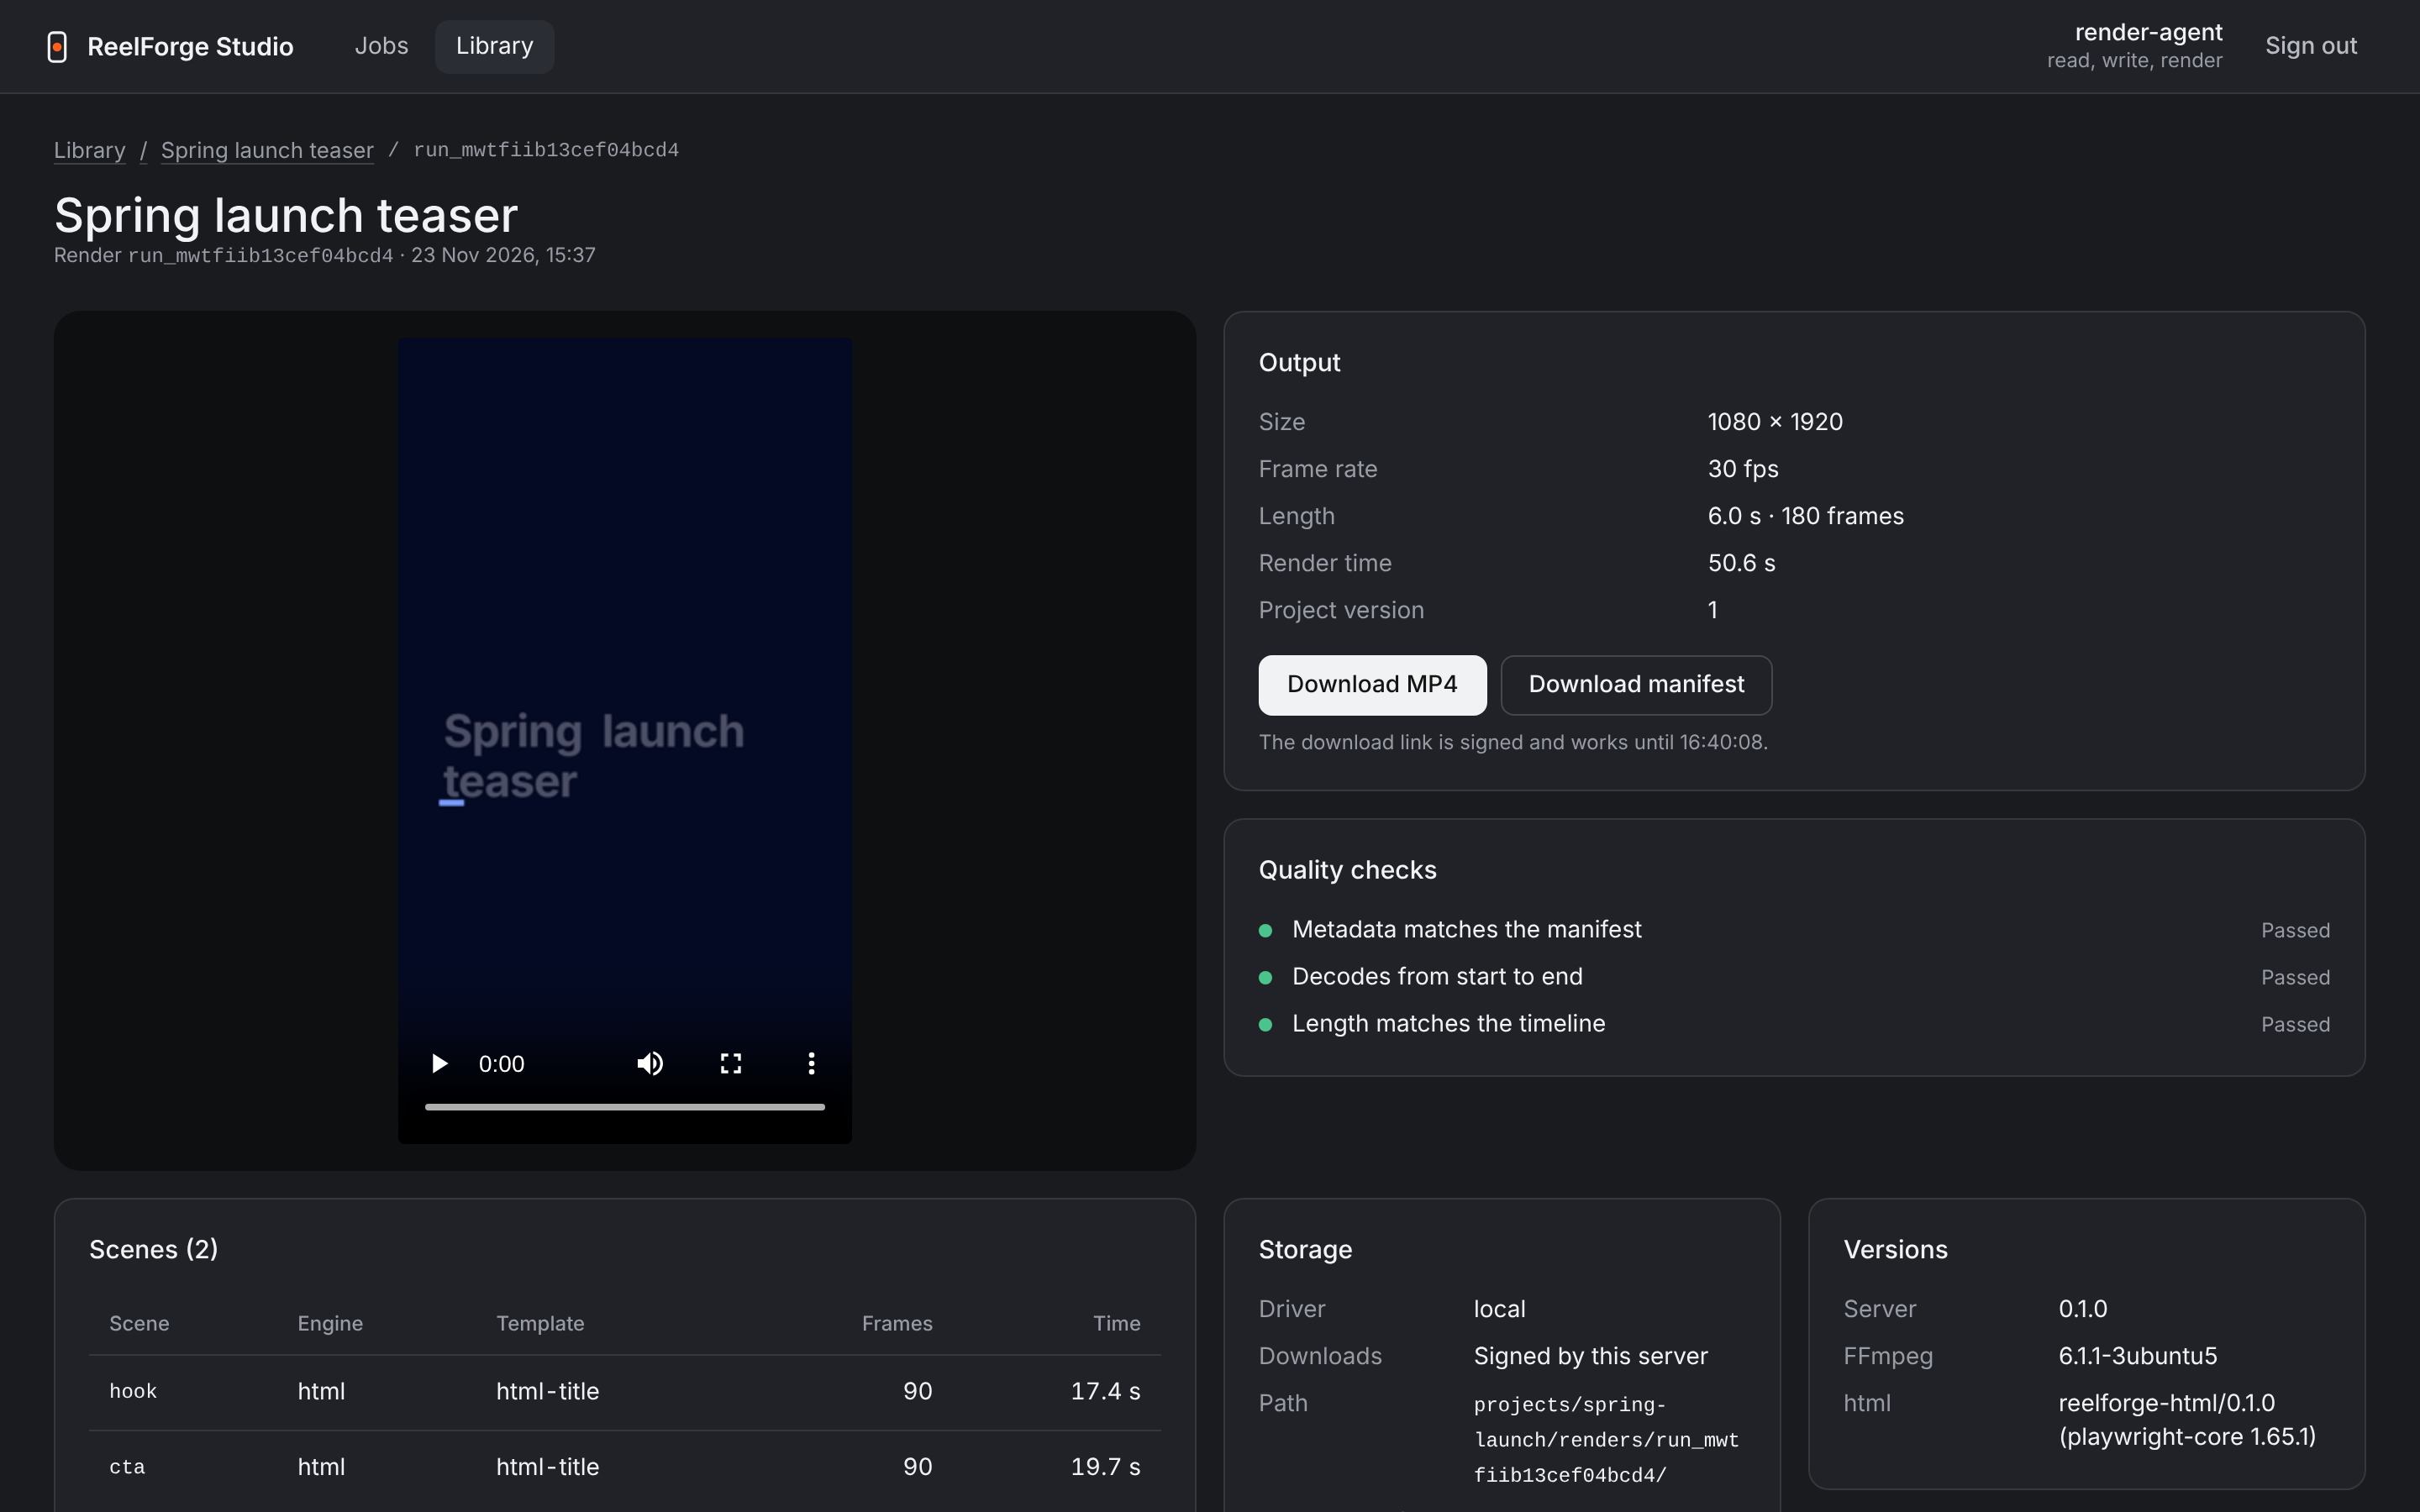 ReelForge Studio
Jobs
Library
render-agent
read, write, render
Sign out
Library / Spring launch teaser / run_mwtfiib13cef04bcd4
Spring launch teaser
Render run_mwtfiib13cef04bcd4 · 23 Nov 2026, 15:37
Spring launch
teaser
0:00
Output
Size 1080 × 1920
Frame rate 30 fps
Length 6.0 s · 180 frames
Render time 50.6 s
Project version 1
Download MP4
Download manifest
The download link is signed and works until 16:40:08.
Quality checks
Metadata matches the manifest Passed
Decodes from start to end Passed
Length matches the timeline Passed
Scenes (2)
Scene Engine Template Frames Time
hook html html-title 90 17.4 s
cta html html-title 90 19.7 s
Storage
Driver local
Downloads Signed by this server
Path projects/spring-
launch/renders/run_mwt
fiib13cef04bcd4/
Versions
Server 0.1.0
FFmpeg 6.1.1-3ubuntu5
html reelforge-html/0.1.0
(playwright-core 1.65.1)